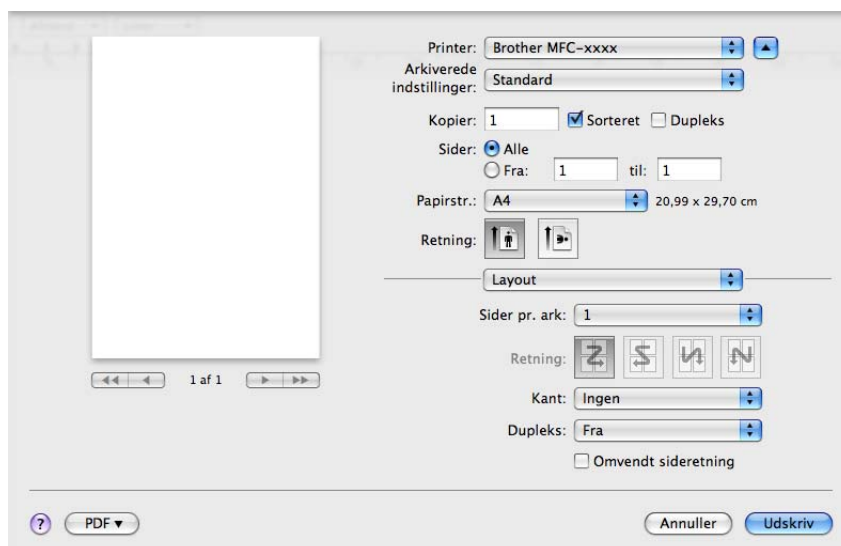 Printer: Brother MFC-xxxx
Arkiverede
indstillinger: Standard
Kopier: 1 Sorteret Dupleks
Sider: Alle
Fra: 1 til: 1
Papirstr.: A4 20,99 x 29,70 cm
Retning:
Layout
Sider pr. ark: 1
Retning:
1 af 1
Kant: Ingen
Dupleks: Fra
Omvendt sideretning
? PDF Annuller Udskriv